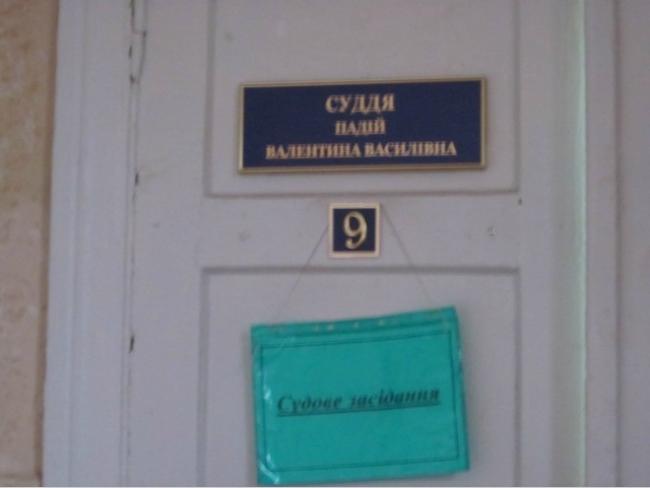 СУДДЯ
ПАДІЙ
ВАЛЕНТИНА ВАСИЛІВНА
9
Судове засідання